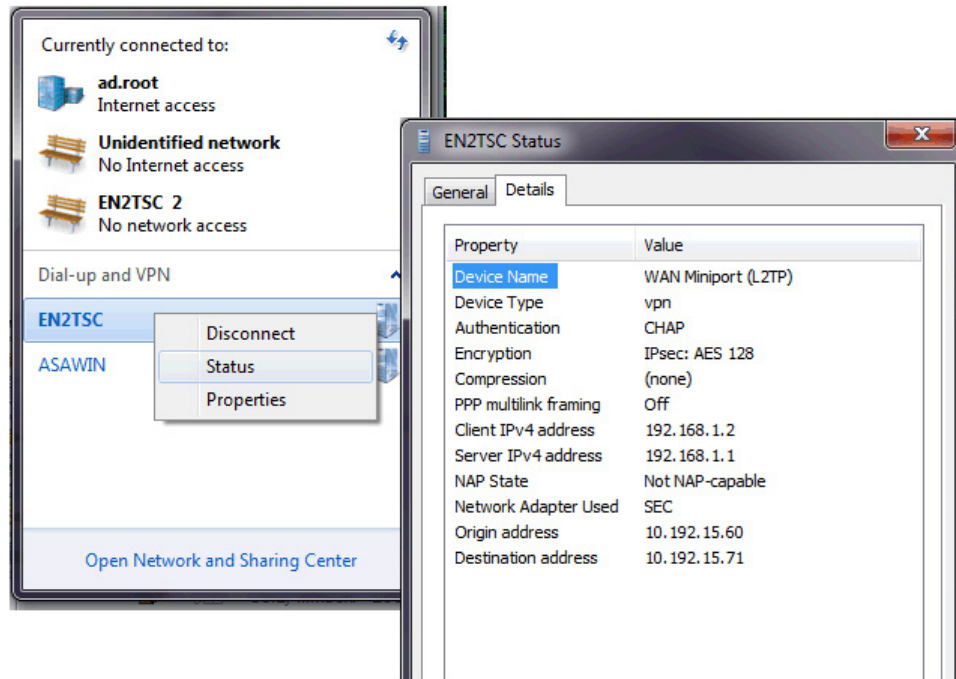 Currently connected to:
ad.root
Internet access
Unidentified network
No Internet access
EN2TSC 2
No network access
Dial-up and VPN
EN2TSC
Disconnect
ASAWIN
Status
Properties
Open Network and Sharing Center
EN2TSC Status
General Details
Property Value
Device Name WAN Miniport (L2TP)
Device Type vpn
Authentication CHAP
Encryption IPsec: AES 128
Compression (none)
PPP multilink framing Off
Client IPv4 address 192.168.1.2
Server IPv4 address 192.168.1.1
NAP State Not NAP-capable
Network Adapter Used SEC
Origin address 10.192.15.60
Destination address 10.192.15.71